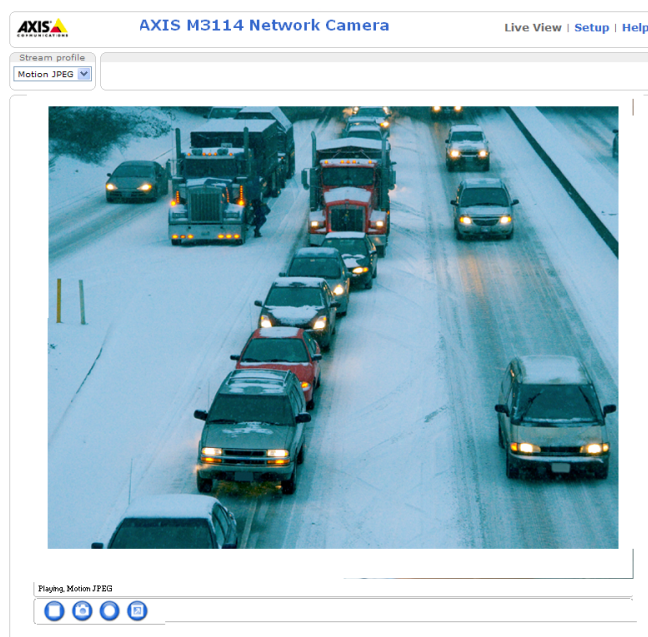 AXIS
COMMUNICATIONS
AXIS M3114 Network Camera
Live View | Setup | Help
Stream profile
Motion JPEG
Playing, Motion JPEG